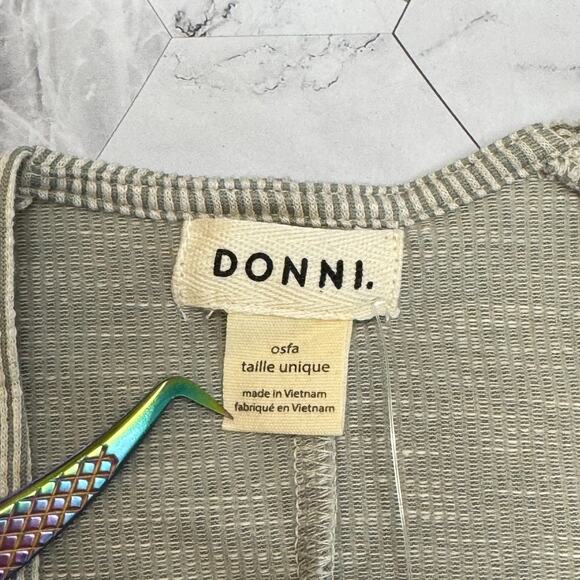 DONNI.
osfa
taille unique
made in Vietnam
fabriqué en Vietnam